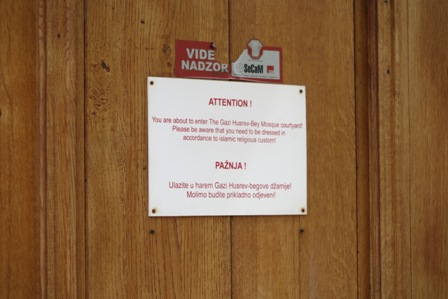 VIDE
NADZOR
SeCaM
ATTENTION !
You are about to enter The Gazi Husrev-Bey Mosque courtyard!
Please be aware that you need to be dressed in
accordance to islamic religious custom!
PAŽNJA !
Ulazite u harem Gazi Husrev-begove džamije!
Molimo budite prikladno odjeveni!